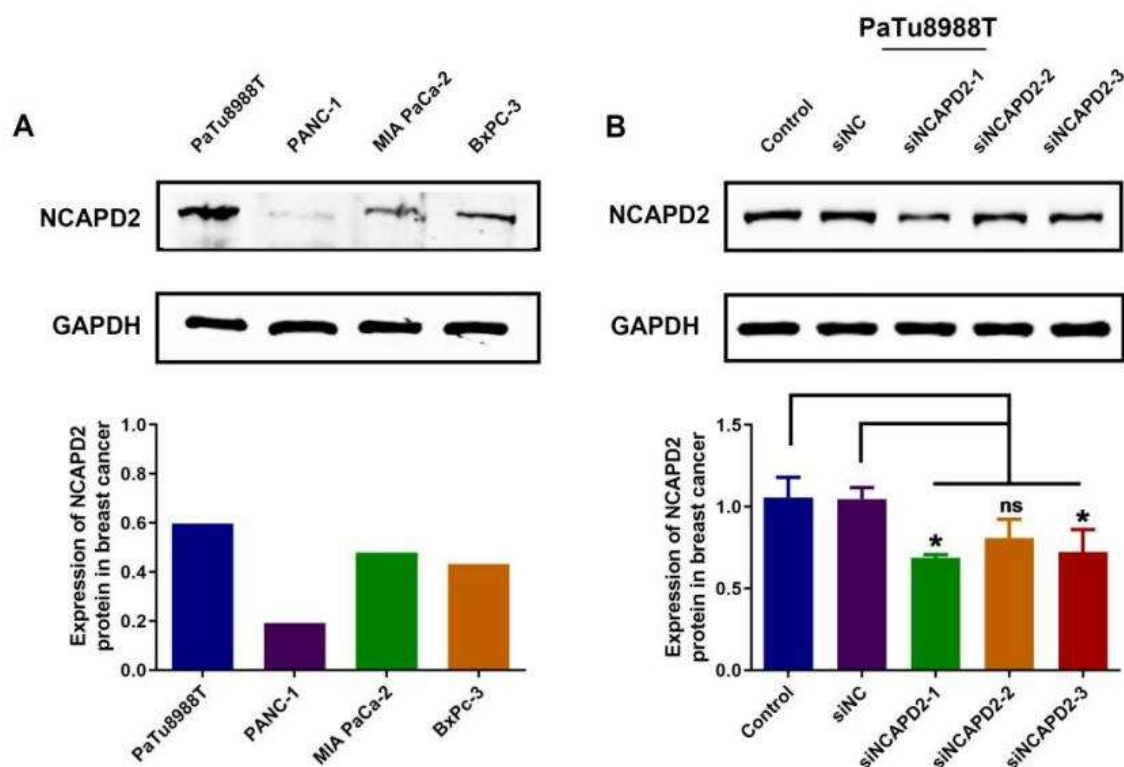 A
PaTu8988T
PANC-1
MIA PaCa-2
BxPC-3
NCAPD2
GAPDH
Expression of NCAPD2
protein in breast cancer
1.0
0.8
0.6
0.4
0.2
0.0
PaTu8988T
PANC-1
MIA PaCa-2
BxPc-3
B
PaTu8988T
Control
siNC
siNCAPD2-1
siNCAPD2-2
siNCAPD2-3
NCAPD2
GAPDH
Expression of NCAPD2
protein in breast cancer
1.5
1.0
0.5
0.0
*
ns
*
Control
siNC
siNCAPD2-1
siNCAPD2-2
siNCAPD2-3